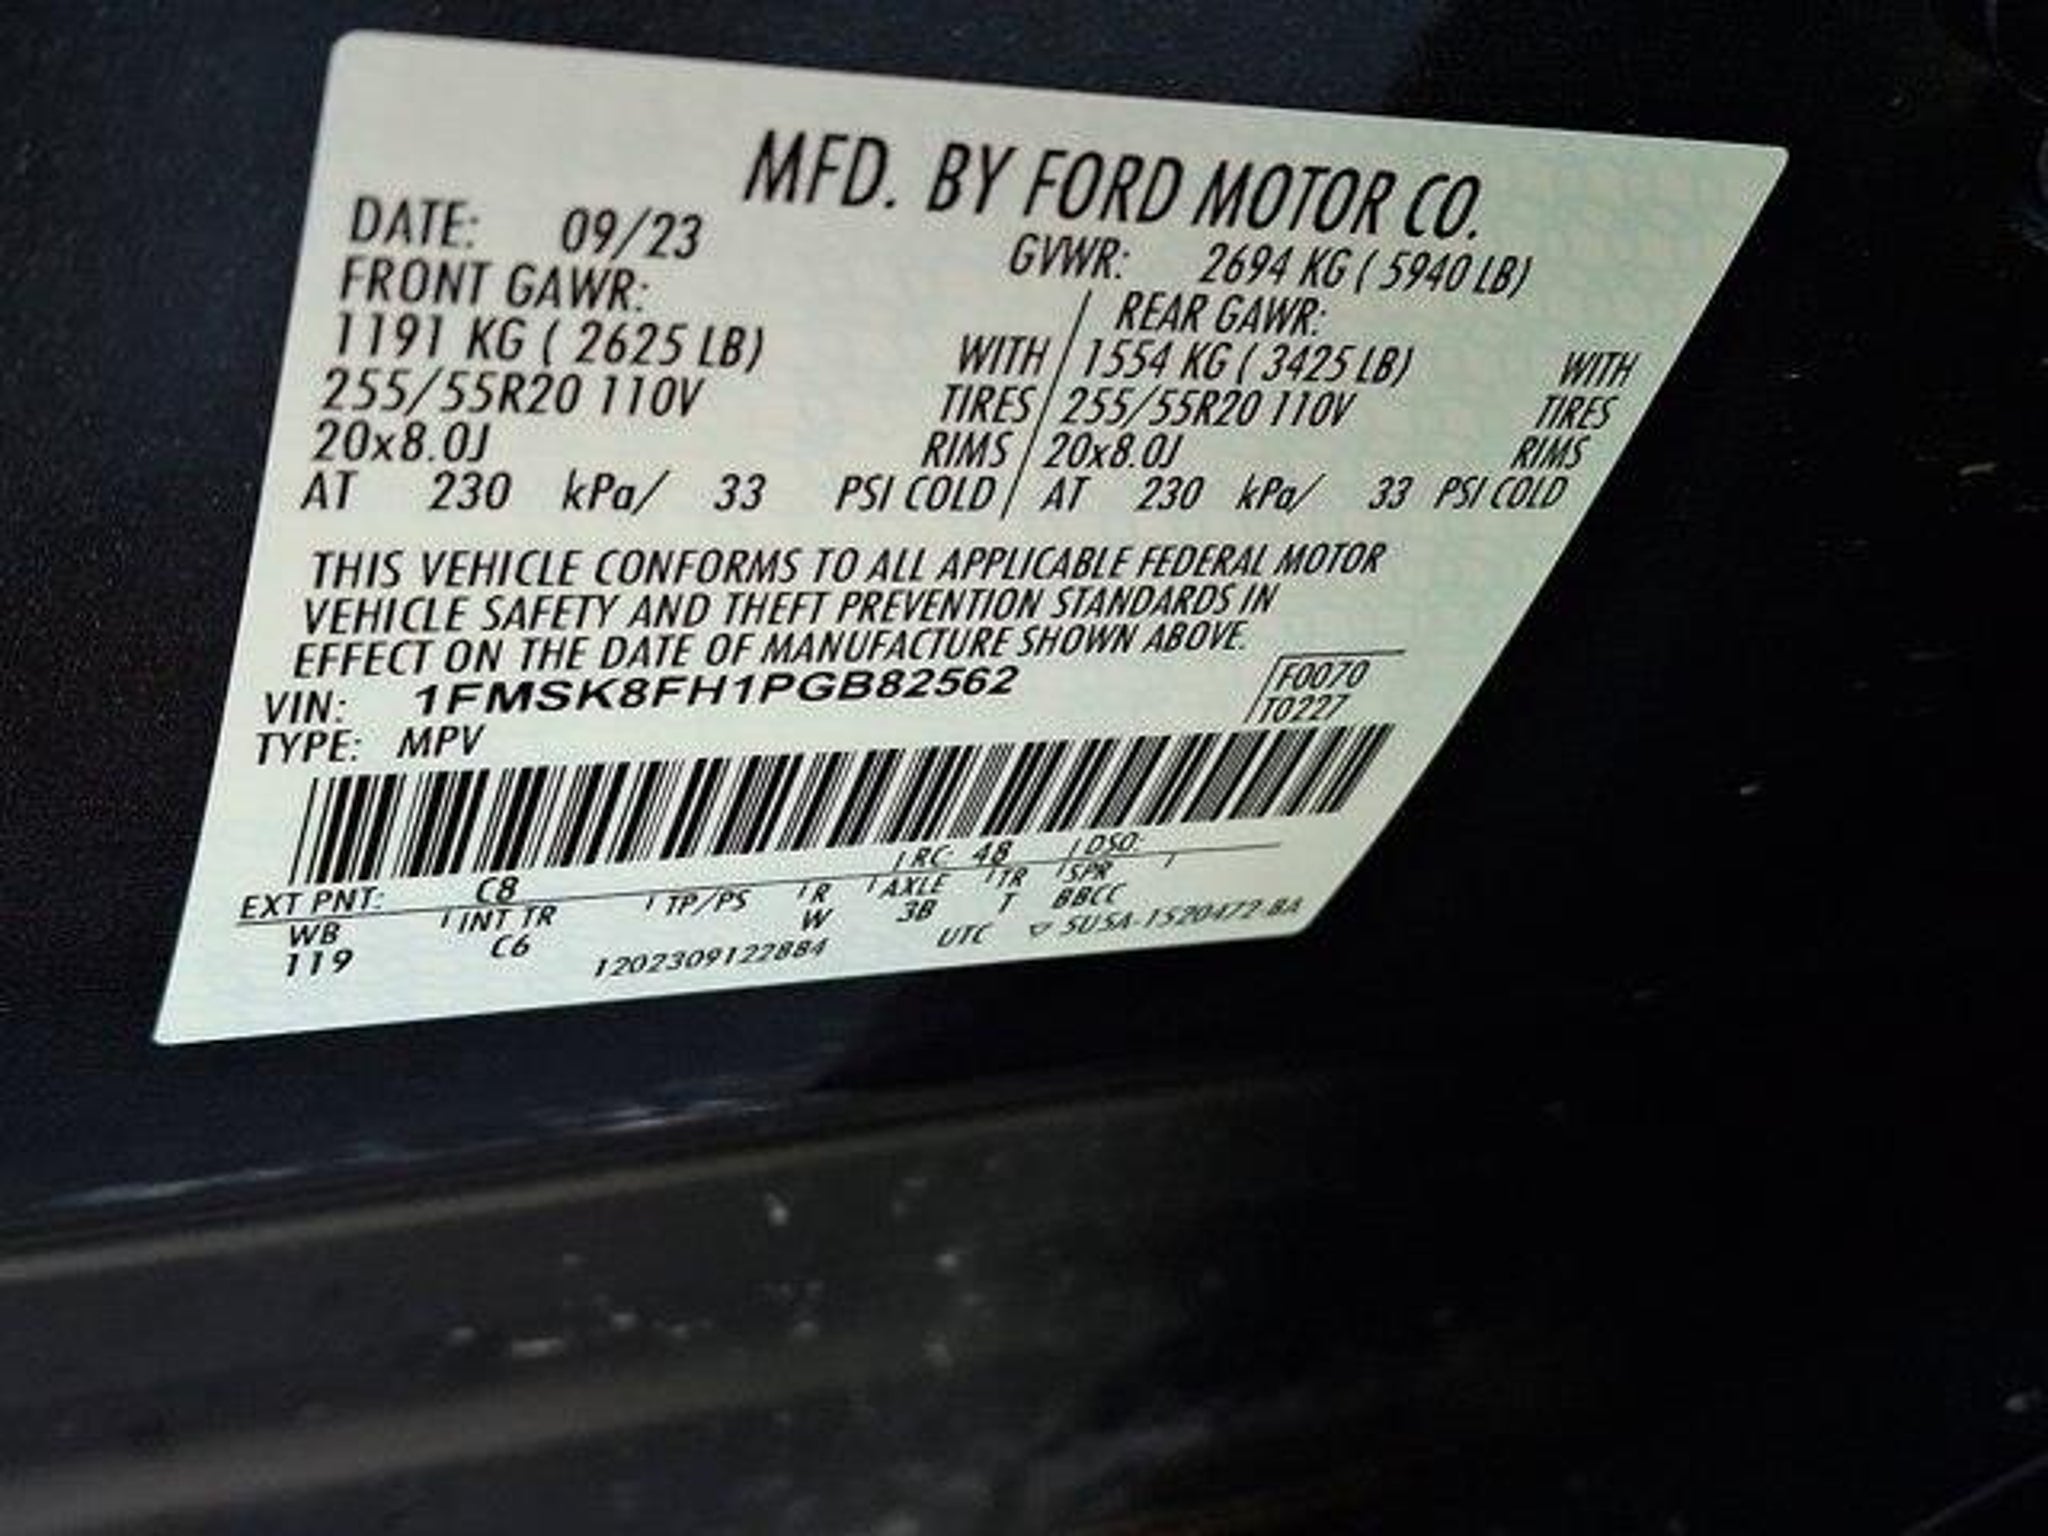 MFD. BY FORD MOTOR CO.
DATE: 09/23 GVWR: 2694 KG ( 5940 LB)
FRONT GAWR: REAR GAWR:
1191 KG ( 2625 LB) WITH 1554 KG ( 3425 LB) WITH
255/55R20 110V TIRES 255/55R20 110V TIRES
20x8.0J RIMS 20x8.0J RIMS
AT 230 kPa/ 33 PSI COLD AT 230 kPa/ 33 PSI COLD
THIS VEHICLE CONFORMS TO ALL APPLICABLE FEDERAL MOTOR
VEHICLE SAFETY AND THEFT PREVENTION STANDARDS IN
EFFECT ON THE DATE OF MANUFACTURE SHOWN ABOVE.
VIN: 1FMSK8FH1PGB82562 F0070
TYPE: MPV T0227
EXT PNT: C8 RC: 48 DSO:
WB INT TR TP/PS R AXLE TR SPR
119 C6 W 3B T BBCC
1202309122884 UTC 5U5A-1520472-BA